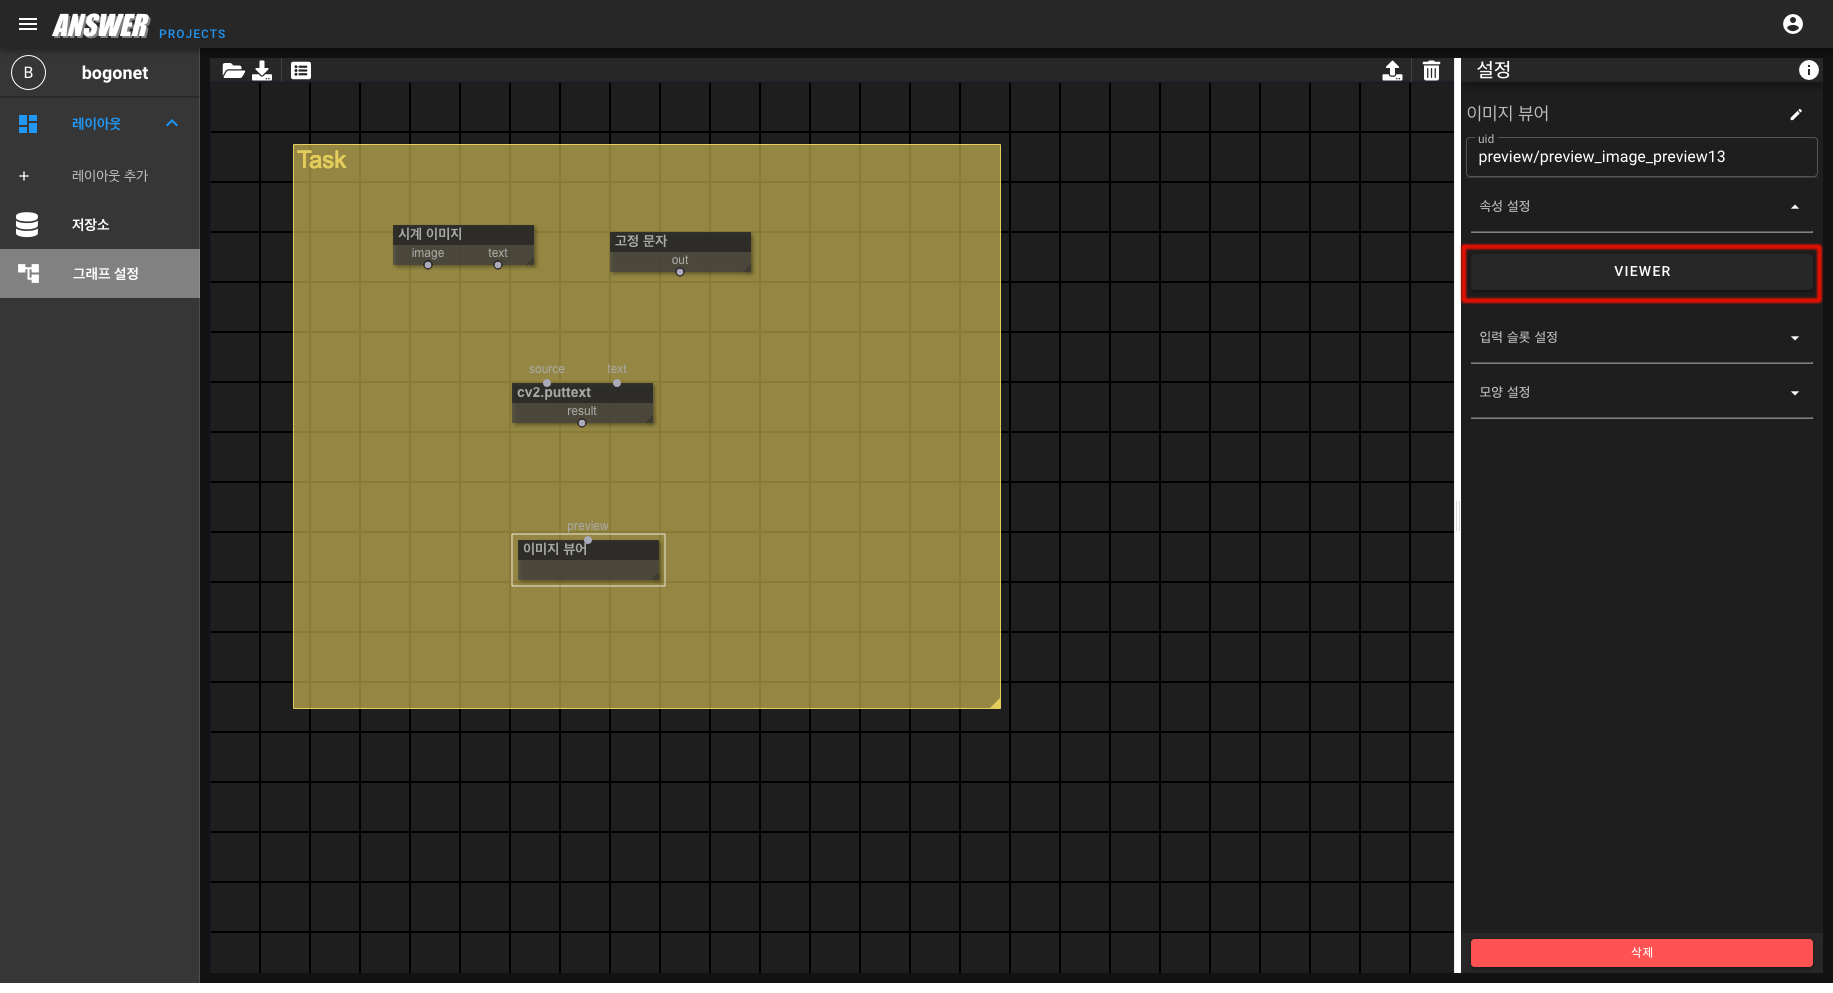 ANSWER PROJECTS
B bogonet
레이아웃
레이아웃 추가
저장소
그래프 설정
Task
시계 이미지
image text
고정 문자
out
source text
cv2.puttext
result
preview
이미지 뷰어
설정
이미지 뷰어
uid
preview/preview_image_preview13
속성 설정
VIEWER
입력 슬롯 설정
모양 설정
삭제